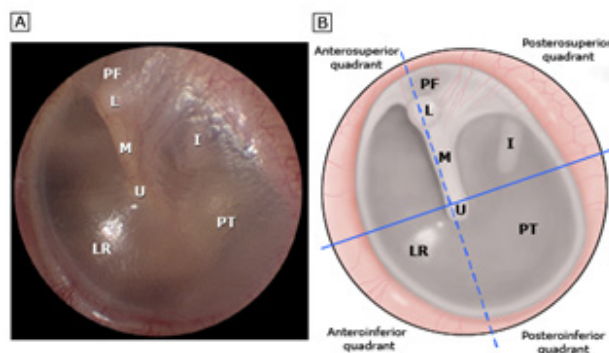 A
PF
L
I
M
U
PT
LR
B
Anterosuperior
quadrant
Posterosuperior
quadrant
PF
L
I
M
U
PT
LR
Anteroinferior
quadrant
Posteroinferior
quadrant